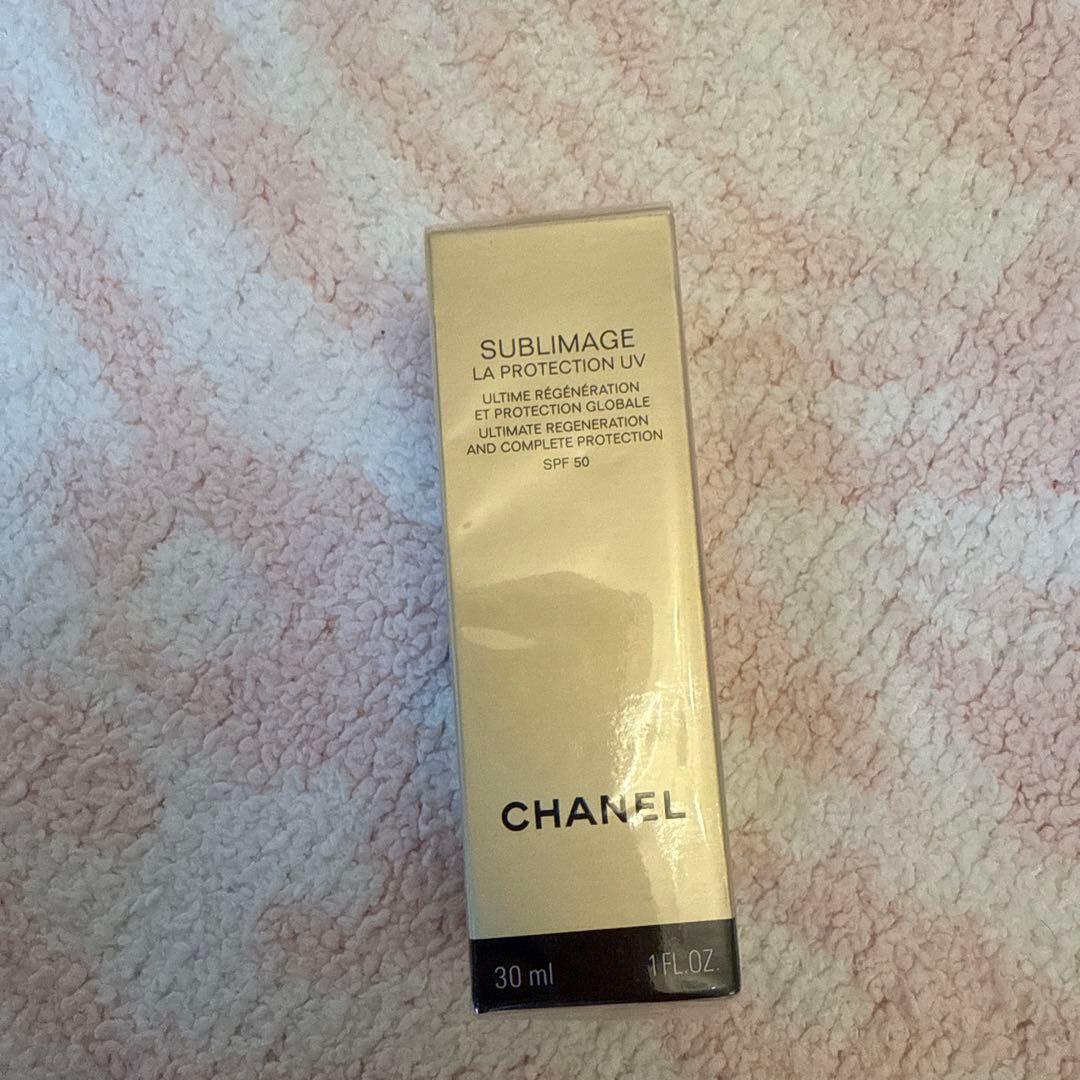 SUBLIMAGE
LA PROTECTION UV
ULTIME RÉGÉNÉRATION
ET PROTECTION GLOBALE
ULTIMATE REGENERATION
AND COMPLETE PROTECTION
SPF 50
CHANEL
30 ml 1 FL.OZ.